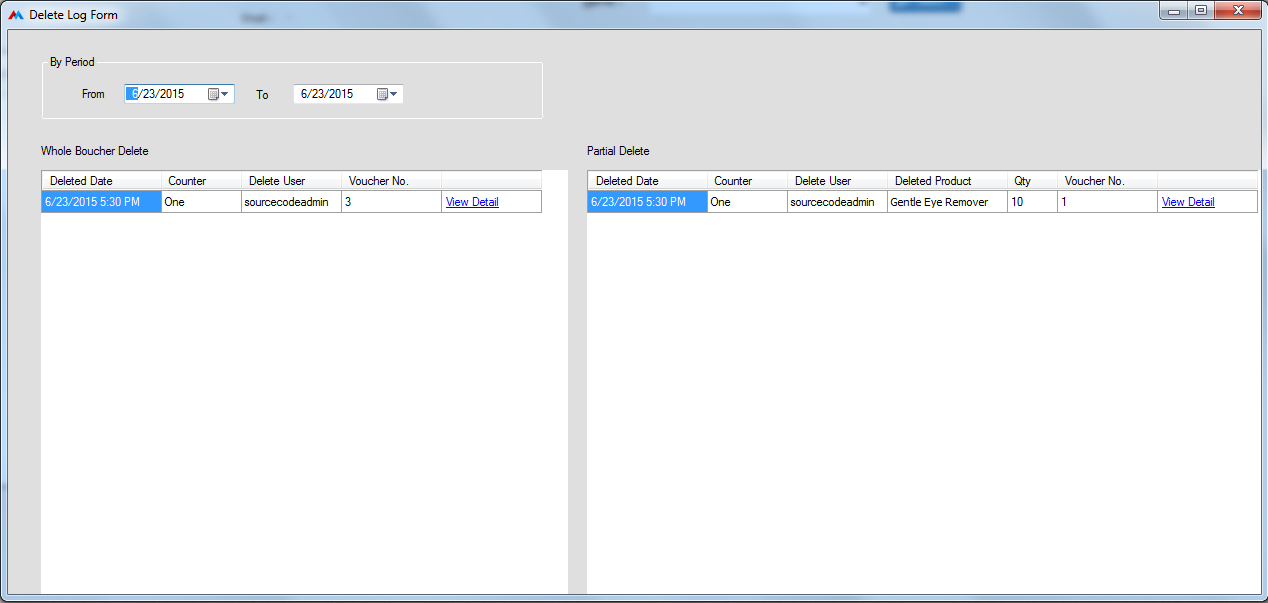 Delete Log Form
By Period
From 6/23/2015 To 6/23/2015
Whole Boucher Delete
Deleted Date Counter Delete User Voucher No.
6/23/2015 5:30 PM One sourcecodeadmin 3 View Detail
Partial Delete
Deleted Date Counter Delete User Deleted Product Qty Voucher No.
6/23/2015 5:30 PM One sourcecodeadmin Gentle Eye Remover 10 1 View Detail